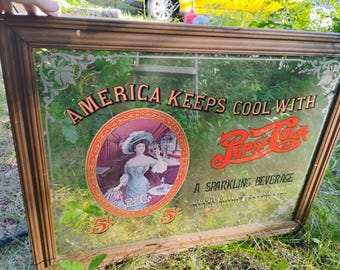 AMERICA KEEPS COOL WITH
PEPSI-COLA
A SPARKLING BEVERAGE
5¢ 5¢